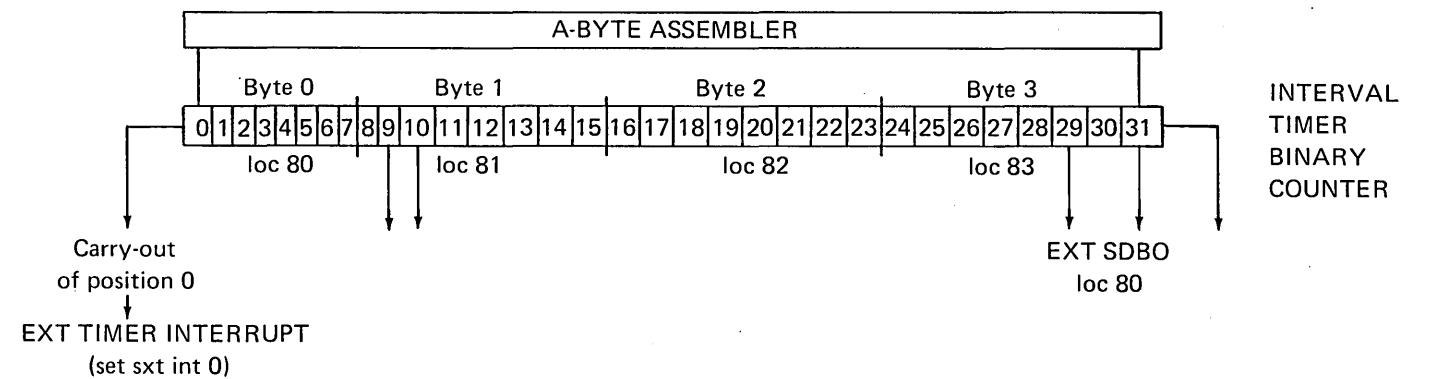 A-BYTE ASSEMBLER
Byte 0 Byte 1 Byte 2 Byte 3
0 1 2 3 4 5 6 7 8 9 10 11 12 13 14 15 16 17 18 19 20 21 22 23 24 25 26 27 28 29 30 31
loc 80 loc 81 loc 82 loc 83
INTERVAL
TIMER
BINARY
COUNTER
Carry-out
of position 0
EXT TIMER INTERRUPT
(set sxt int 0)
EXT SDBO
loc 80